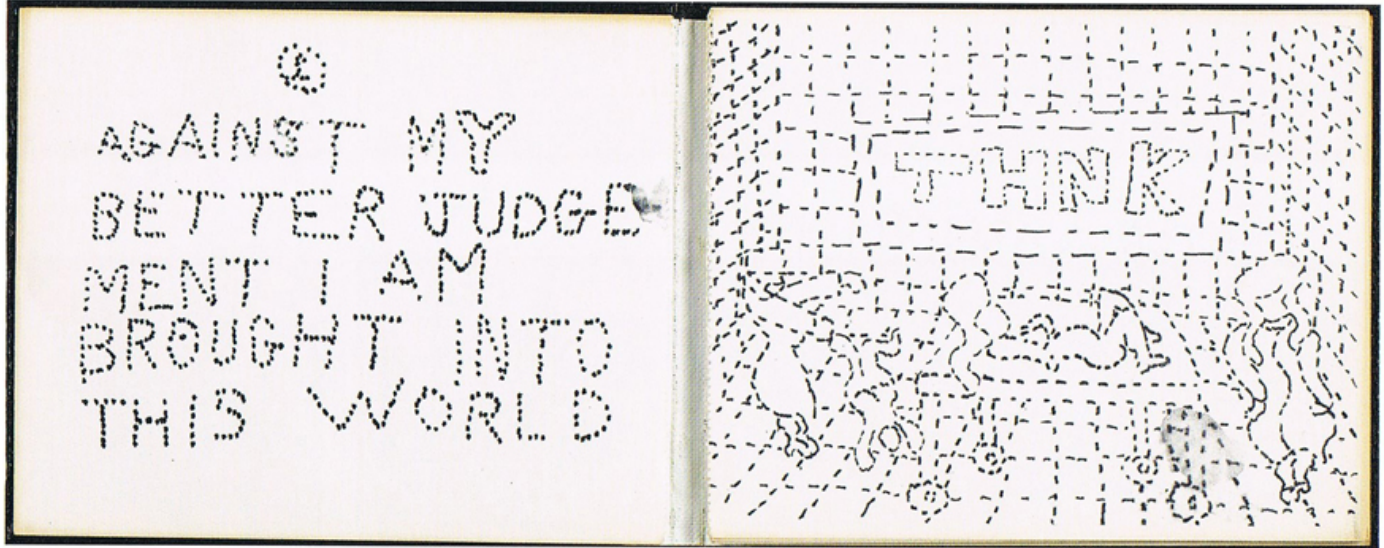 £
AGAINST MY
BETTER JUDGE
MENT I AM
BROUGHT INTO
THIS WORLD
THNK